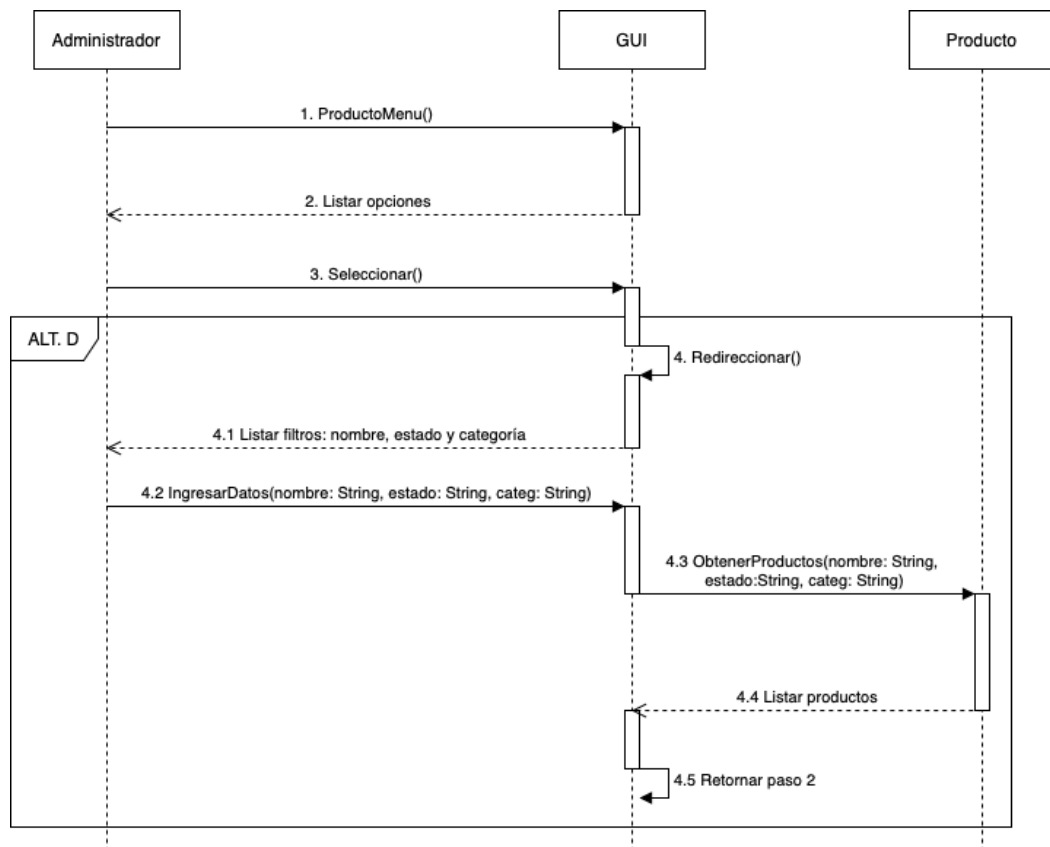 Administrador
GUI
Producto
1. ProductoMenu()
2. Listar opciones
3. Seleccionar()
ALT. D
4. Redireccionar()
4.1 Listar filtros: nombre, estado y categoría
4.2 IngresarDatos(nombre: String, estado: String, categ: String)
4.3 ObtenerProductos(nombre: String,
estado:String, categ: String)
4.4 Listar productos
4.5 Retornar paso 2